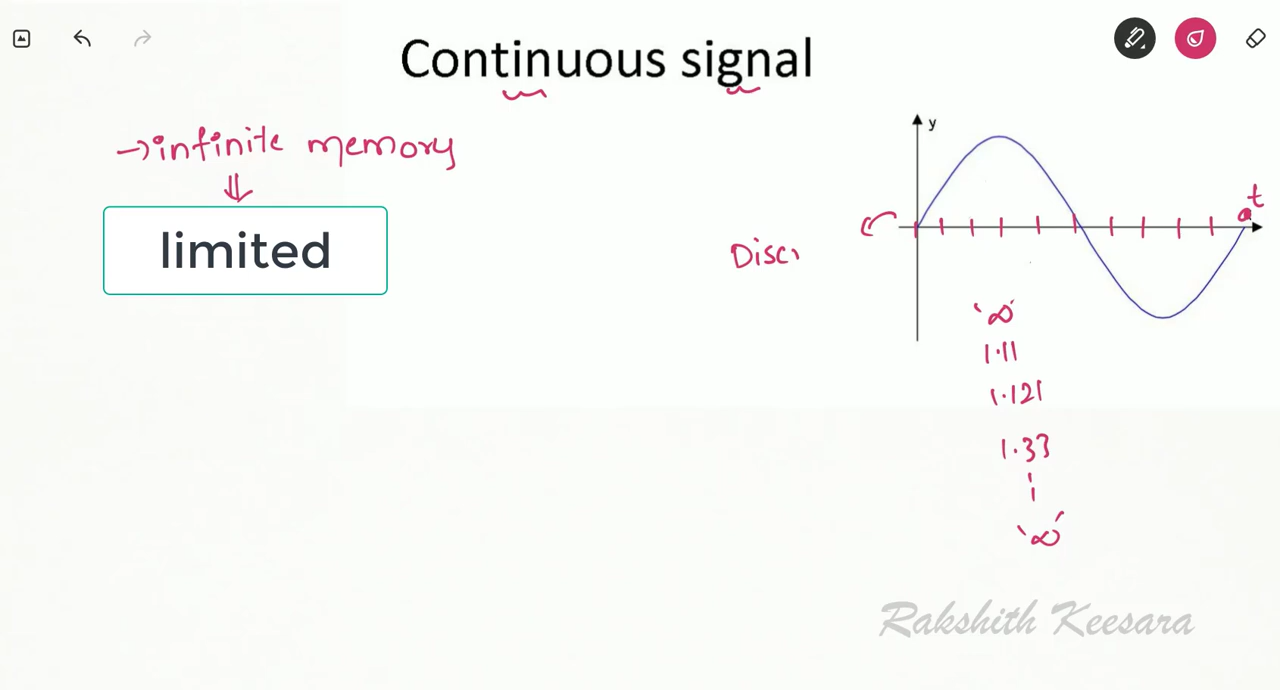 Continuous signal
→infinite memory
⇓
limited
y
t
Disc
'∞'
1.11
1.121
1.33
'∞'
Rakshith Keesara